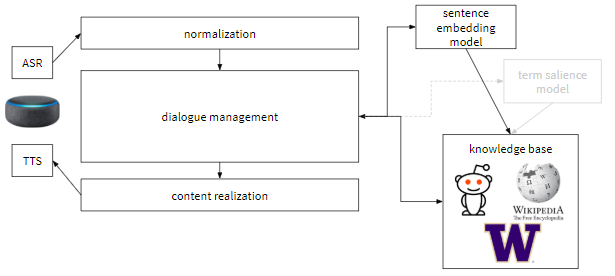 normalization
ASR
dialogue management
TTS
content realization
sentence
embedding
model
term salience
model
knowledge base
WIKIPEDIA
The Free Encyclopedia
W